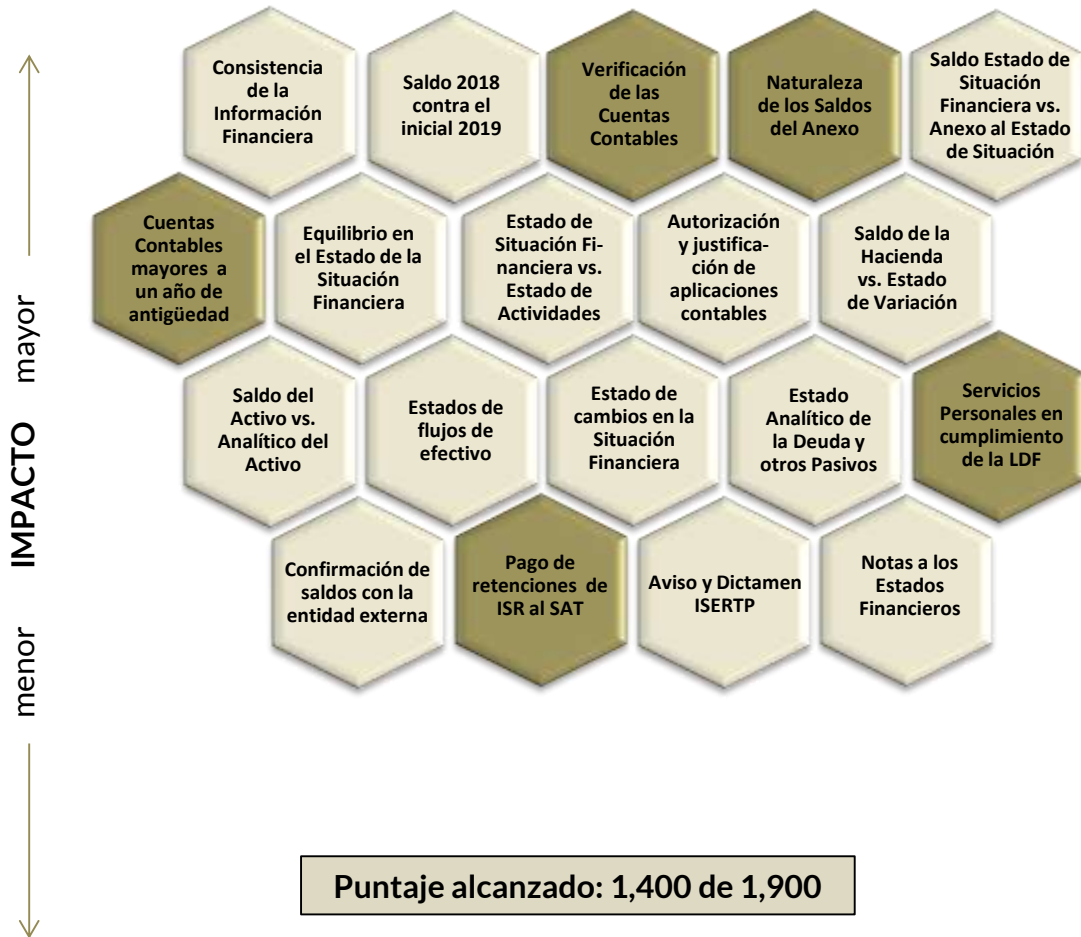 Consistencia
de la
Información
Financiera
Saldo 2018
contra el
inicial 2019
Verificación
de las
Cuentas
Contables
Naturaleza
de los Saldos
del Anexo
Saldo Estado de
Situación
Financiera vs.
Anexo al Estado
de Situación
Cuentas
Contables
mayores a
un año de
antigüedad
Equilibrio en
el Estado de la
Situación
Financiera
Estado de
Situación Fi-
nanciera vs.
Estado de
Actividades
Autorización
y justifica-
ción de
aplicaciones
contables
Saldo de la
Hacienda
vs. Estado
de Variación
Saldo del
Activo vs.
Analítico del
Activo
Estados de
flujos de
efectivo
Estado de
cambios en la
Situación
Financiera
Estado
Analítico de
la Deuda y
otros Pasivos
Servicios
Personales en
cumplimiento
de la LDF
Confirmación de
saldos con la
entidad externa
Pago de
retenciones de
ISR al SAT
Aviso y Dictamen
ISERTP
Notas a los
Estados
Financieros
menor IMPACTO mayor
Puntaje alcanzado: 1,400 de 1,900